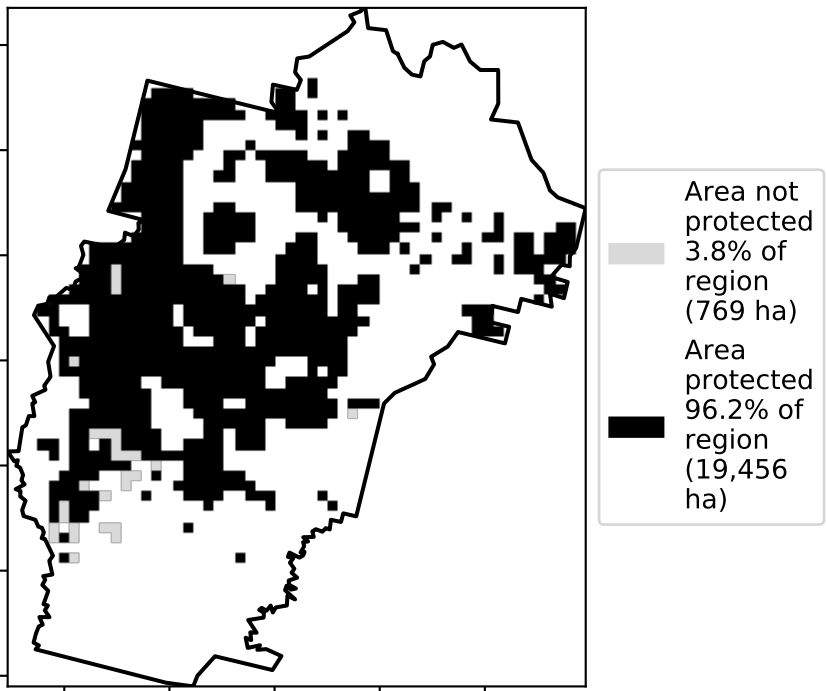 Area not
protected
3.8% of
region
(769 ha)
Area
protected
96.2% of
region
(19,456
ha)